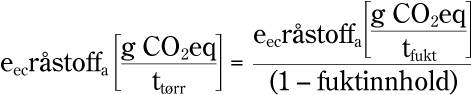 e_ec råstoff_a [g CO2eq / t_tørr] = e_ec råstoff_a [g CO2eq / t_fukt] / (1 – fuktinnhold)